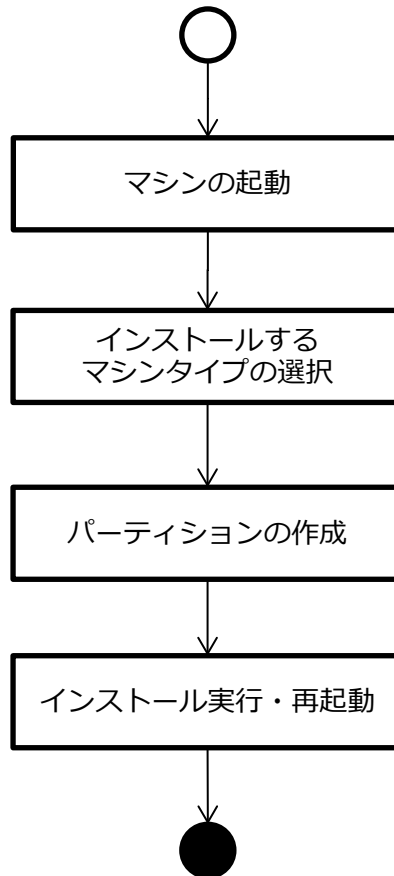 マシンの起動
インストールする
マシンタイプの選択
パーティションの作成
インストール実行・再起動